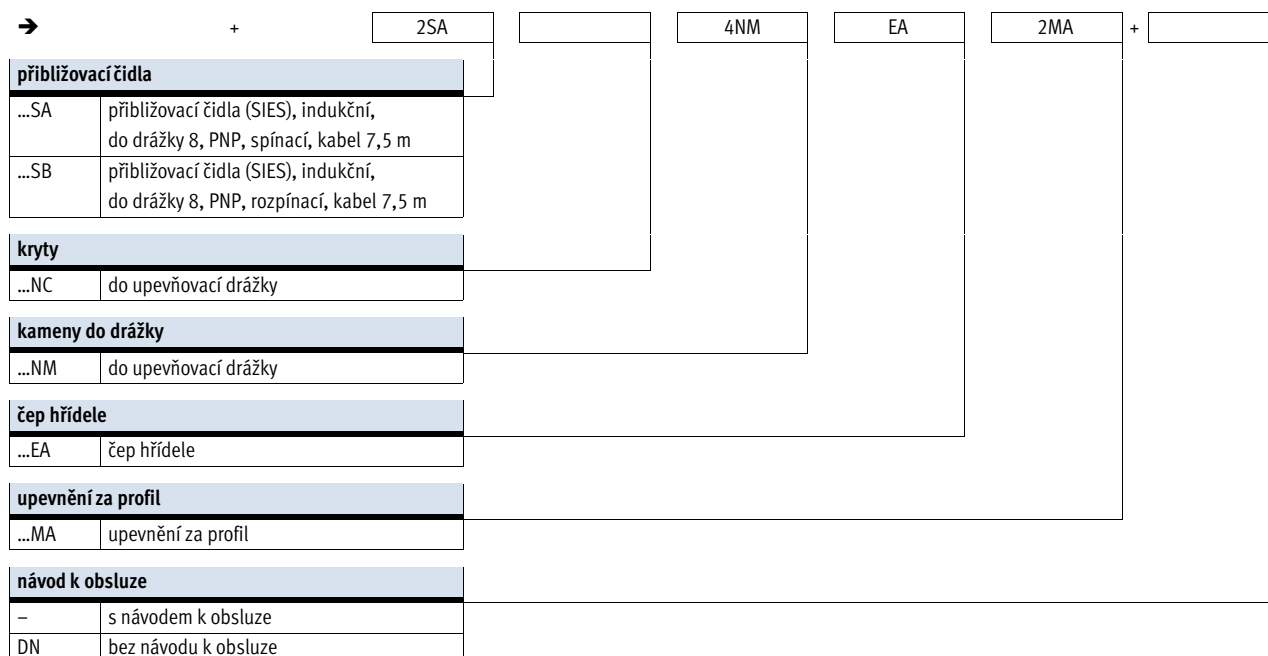 ➔ + 2SA 4NM EA 2MA +
přibližovací čidla
...SA přibližovací čidla (SIES), indukční,
do drážky 8, PNP, spínací, kabel 7,5 m
...SB přibližovací čidla (SIES), indukční,
do drážky 8, PNP, rozpínací, kabel 7,5 m
kryty
...NC do upevňovací drážky
kameny do drážky
...NM do upevňovací drážky
čep hřídele
...EA čep hřídele
upevnění za profil
...MA upevnění za profil
návod k obsluze
– s návodem k obsluze
DN bez návodu k obsluze